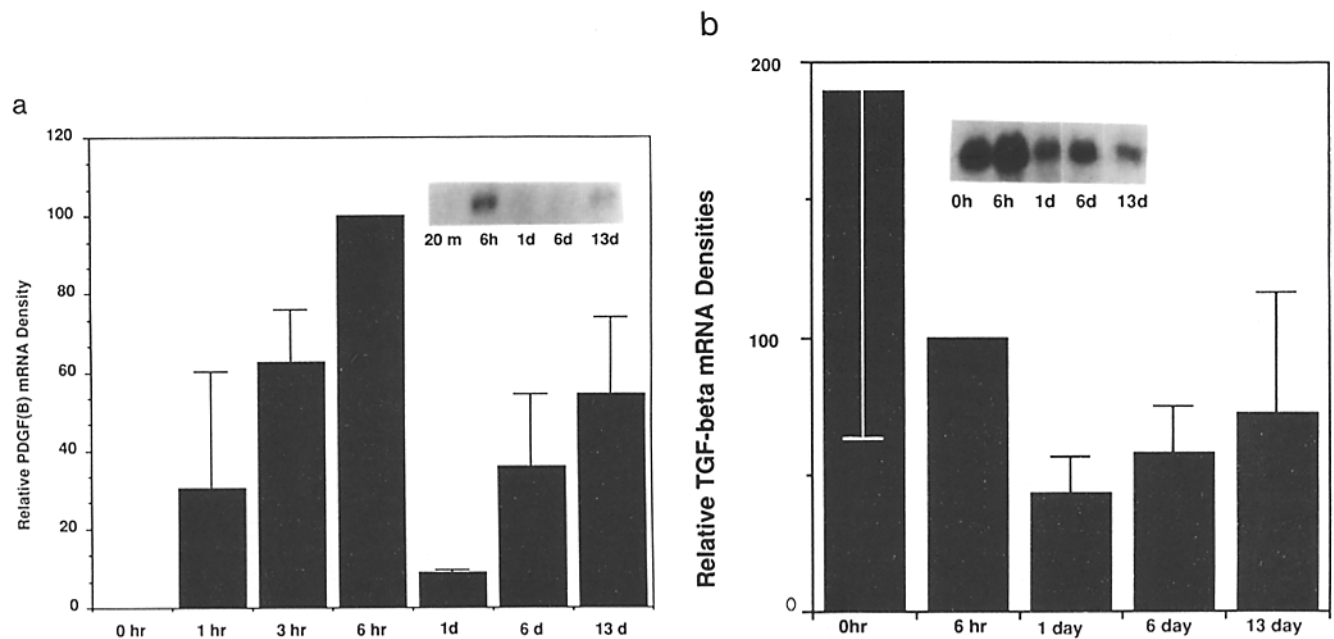 a
Relative PDGF(B) mRNA Density
120
100
80
60
40
20
0
20 m 6h 1d 6d 13d
0 hr 1 hr 3 hr 6 hr 1d 6 d 13 d
b
Relative TGF-beta mRNA Densities
200
100
0
0h 6h 1d 6d 13d
0hr 6 hr 1 day 6 day 13 day